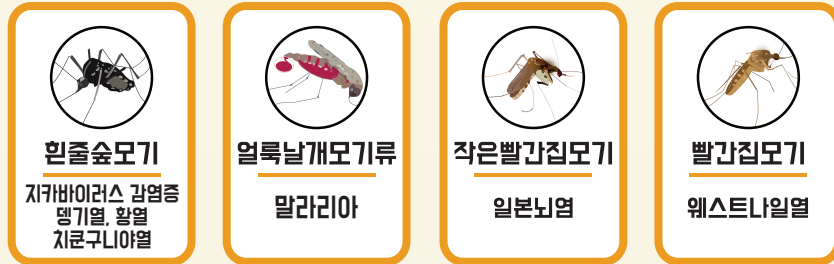 흰줄숲모기
지카바이러스 감염증
뎅기열, 황열
치쿤구니야열
얼룩날개모기류
말라리아
작은빨간집모기
일본뇌염
빨간집모기
웨스트나일열